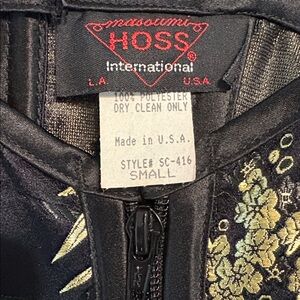 masoumi
HOSS®
International
L.A. U.S.A.
100% POLYESTER
DRY CLEAN ONLY
Made in U.S.A.
STYLE# SC-416
SMALL